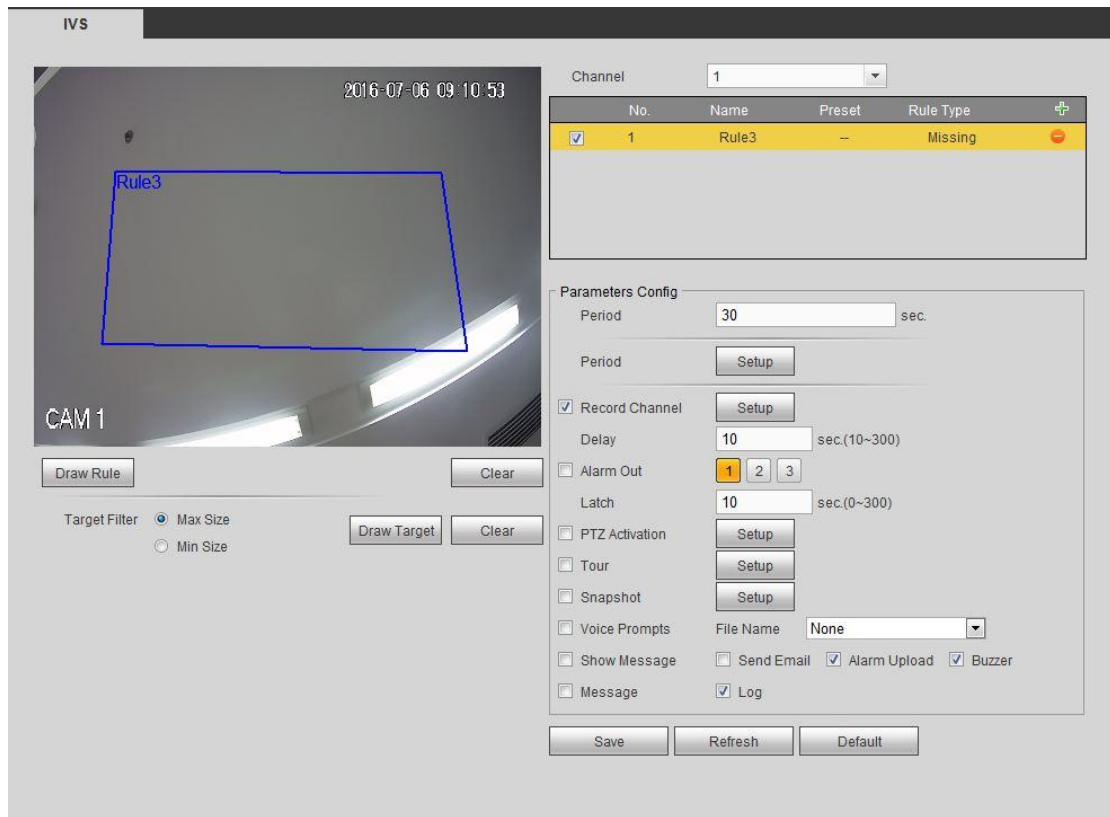 IVS
2016-07-06 09:10:53
Rule3
CAM 1
Draw Rule
Clear
Target Filter
Max Size
Min Size
Draw Target
Clear
Channel
1
No. Name Preset Rule Type
1 Rule3 -- Missing
Parameters Config
Period 30 sec.
Period Setup
Record Channel Setup
Delay 10 sec.(10~300)
Alarm Out 1 2 3
Latch 10 sec.(0~300)
PTZ Activation Setup
Tour Setup
Snapshot Setup
Voice Prompts File Name None
Show Message Send Email Alarm Upload Buzzer
Message Log
Save Refresh Default